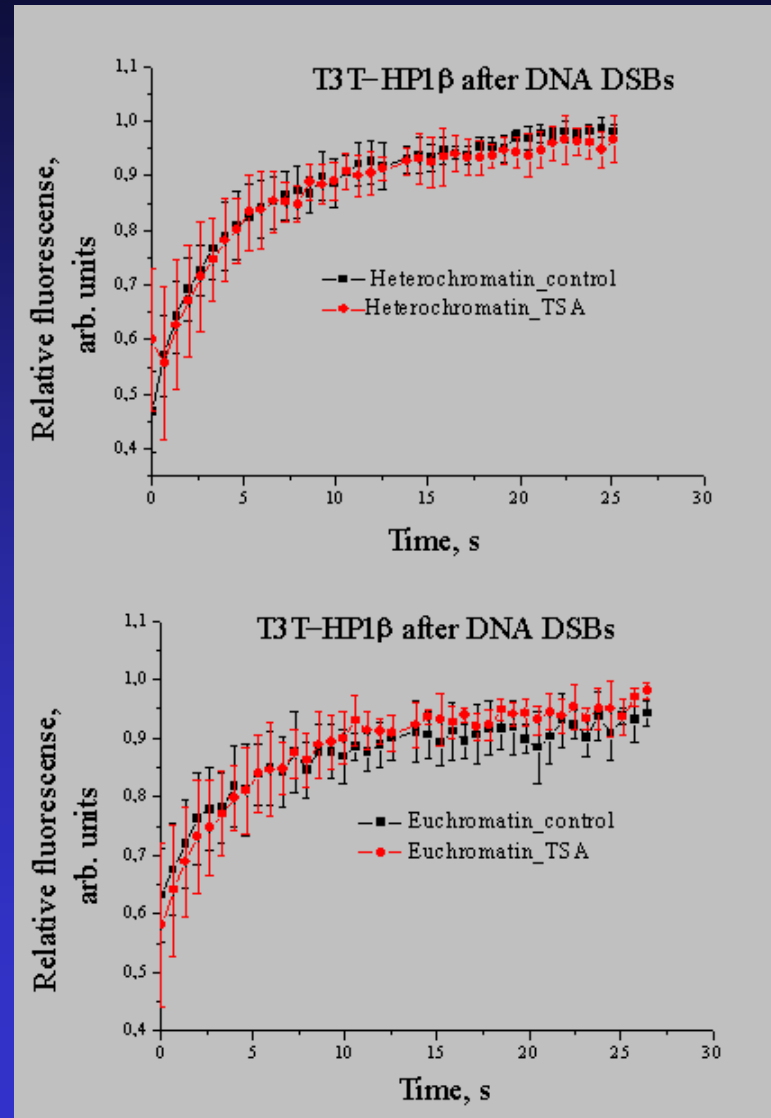 T3T–HP1β after DNA DSBs
Relative fluorescense,
arb. units
1,1
1,0
0,9
0,8
0,7
0,6
0,5
0,4
Heterochromatin_control
Heterochromatin_TSA
0 5 10 15 20 25 30
Time, s
T3T–HP1β after DNA DSBs
Relative fluorescense,
arb. units
1,1
1,0
0,9
0,8
0,7
0,6
0,5
0,4
Euchromatin_control
Euchromatin_TSA
0 5 10 15 20 25 30
Time, s